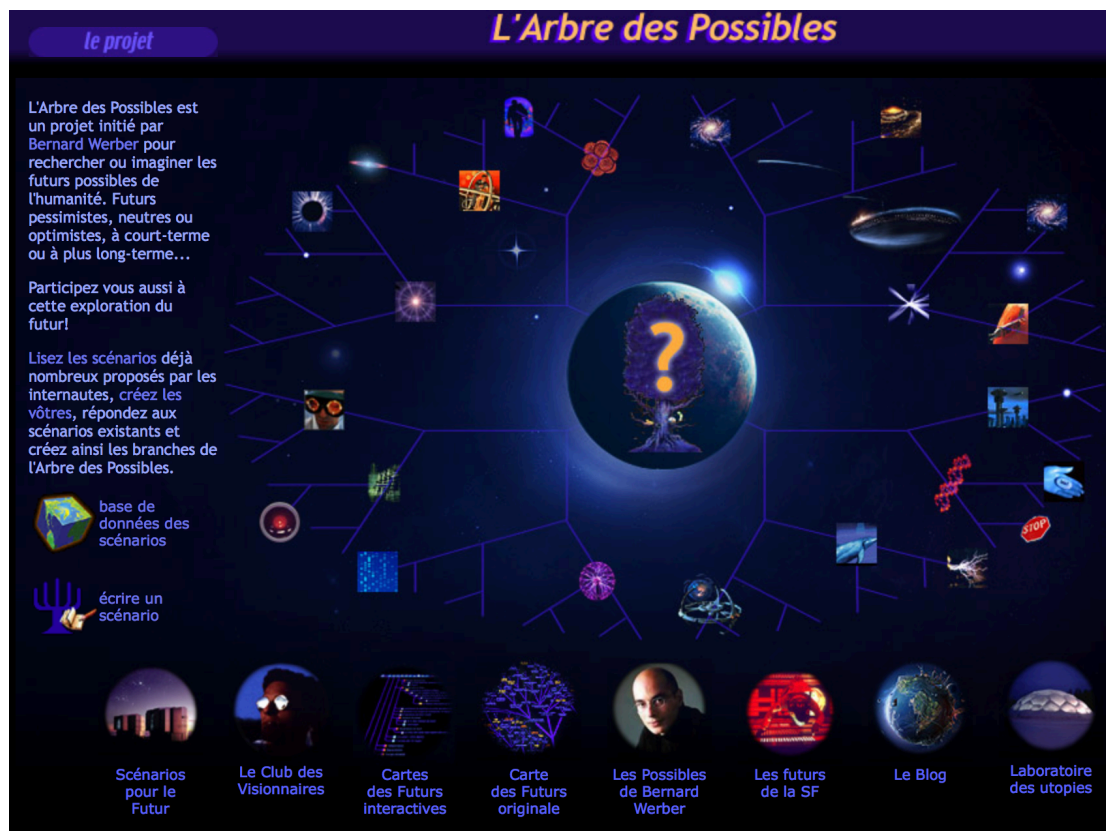 L'Arbre des Possibles
le projet
L'Arbre des Possibles est
un projet initié par
Bernard Werber pour
rechercher ou imaginer les
futurs possibles de
l'humanité. Futurs
pessimistes, neutres ou
optimistes, à court-terme
ou à plus long-terme...
Participez vous aussi à
cette exploration du
futur!
Lisez les scénarios déjà
nombreux proposés par les
internautes, créez les
vôtres, répondez aux
scénarios existants et
créez ainsi les branches de
l'Arbre des Possibles.
?
STOP
base de
données des
scénarios
écrire un
scénario
Scénarios
pour le
Futur
Le Club des
Visionnaires
Cartes
des Futurs
interactives
Carte
des Futurs
originale
Les Possibles
de Bernard
Werber
Les futurs
de la SF
Le Blog
Laboratoire
des utopies